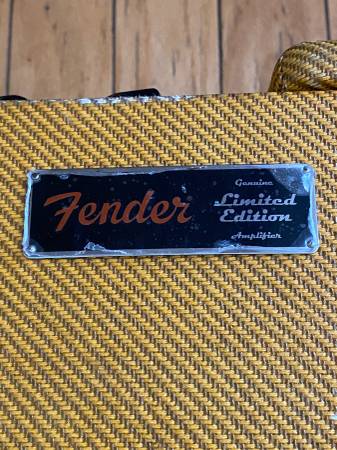 Fender
Genuine
Limited
Edition
Amplifier